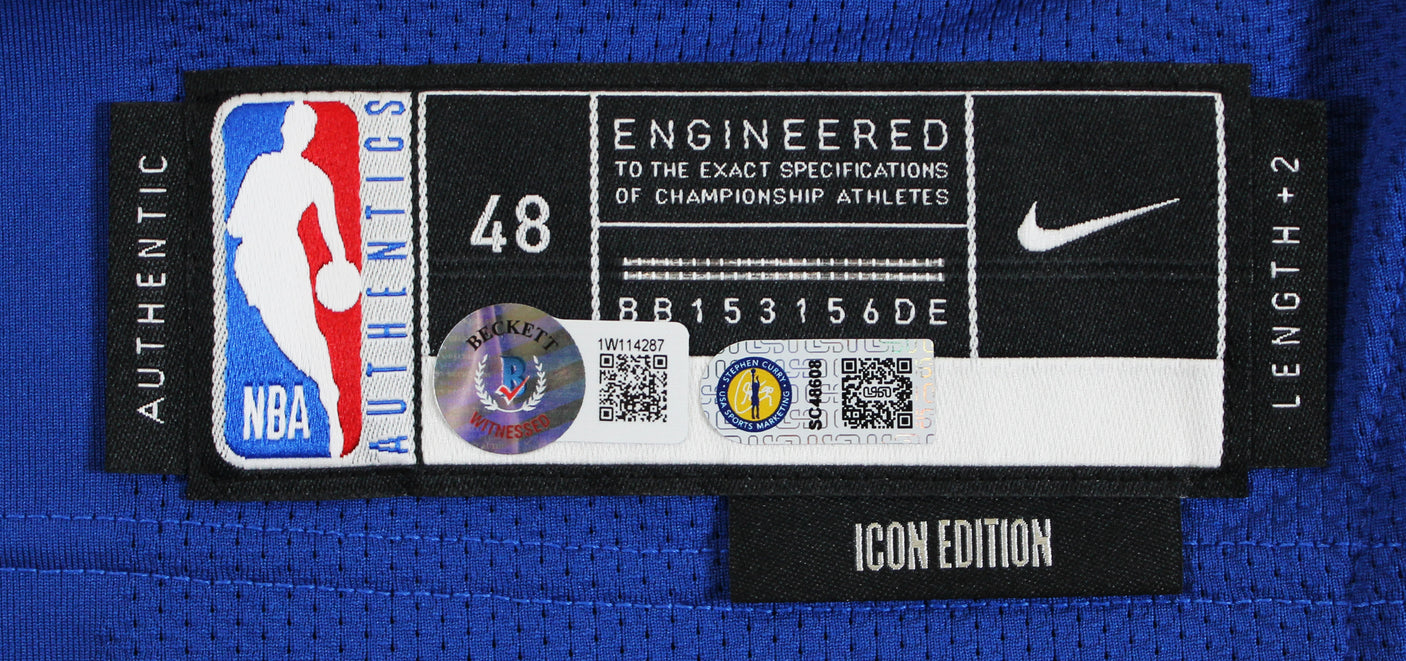 AUTHENTIC
NBA
AUTHENTICS
48
ENGINEERED
TO THE EXACT SPECIFICATIONS
OF CHAMPIONSHIP ATHLETES
BB153156DE
LENGTH +2
BECKETT
B
WITNESSED
1W114287
STEPHEN CURRY
USA SPORTS MARKETING
SC48608
ICON EDITION